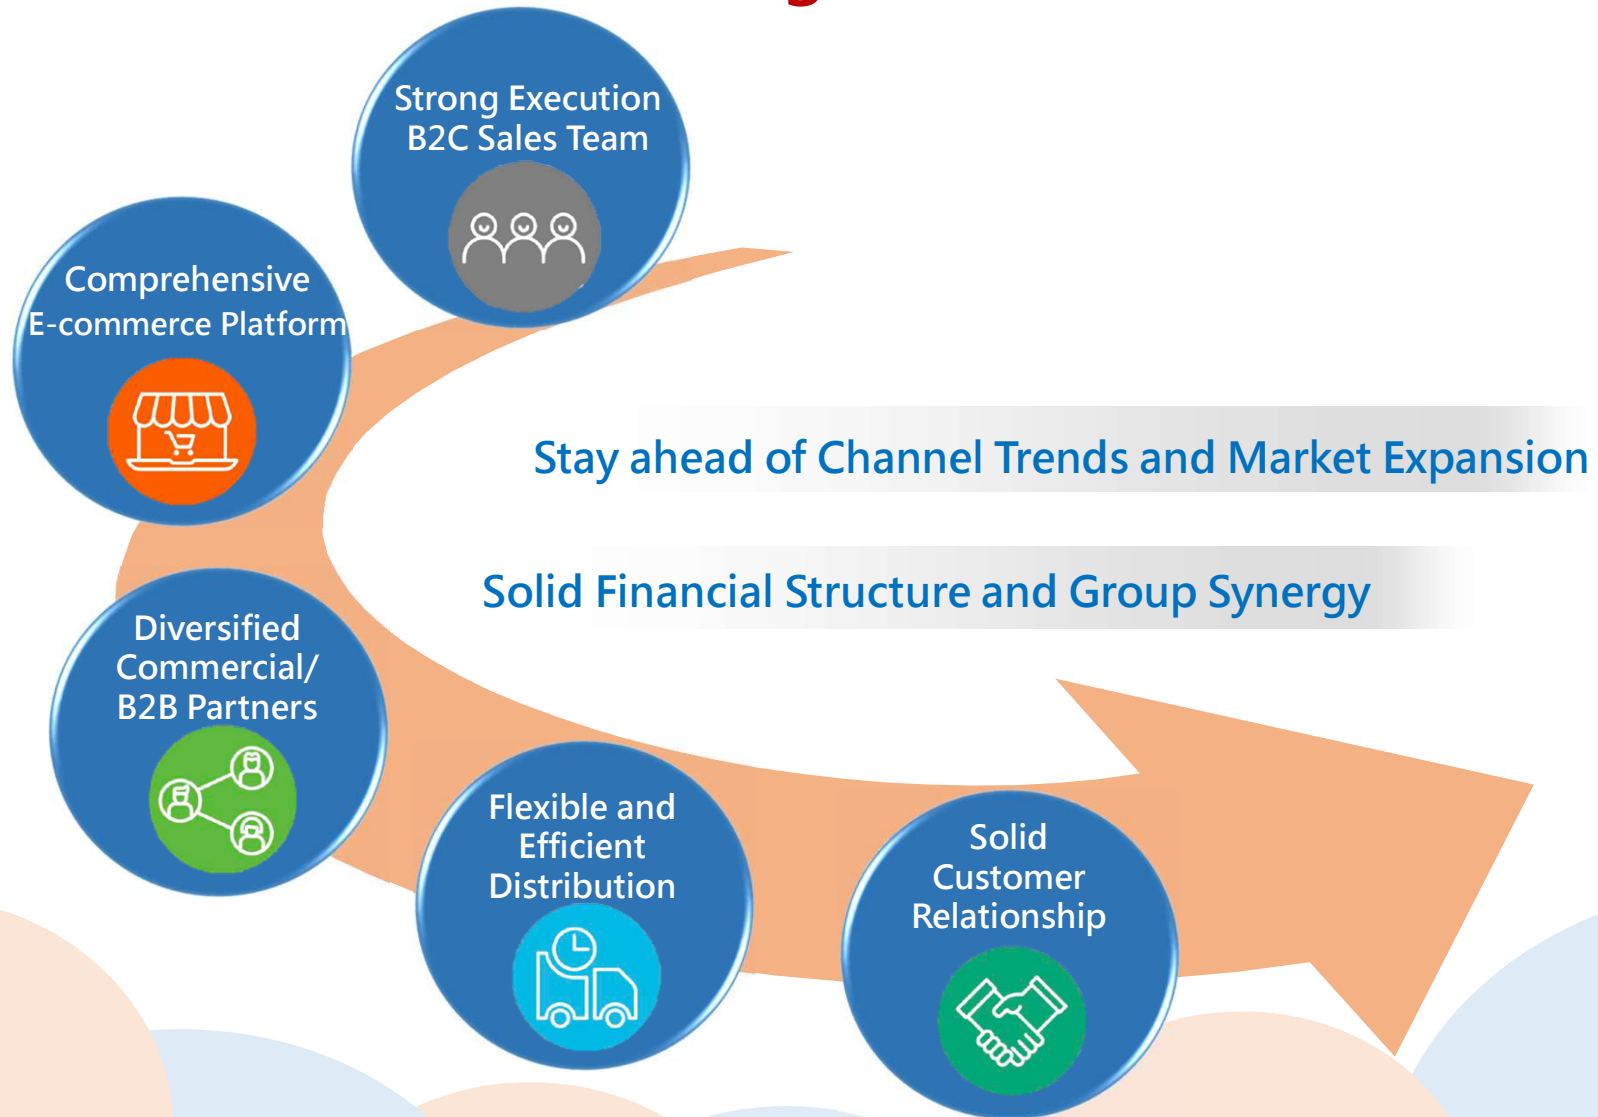 Strong Execution
B2C Sales Team
Comprehensive
E-commerce Platform
Stay ahead of Channel Trends and Market Expansion
Solid Financial Structure and Group Synergy
Diversified
Commercial/
B2B Partners
Flexible and
Efficient
Distribution
Solid
Customer
Relationship